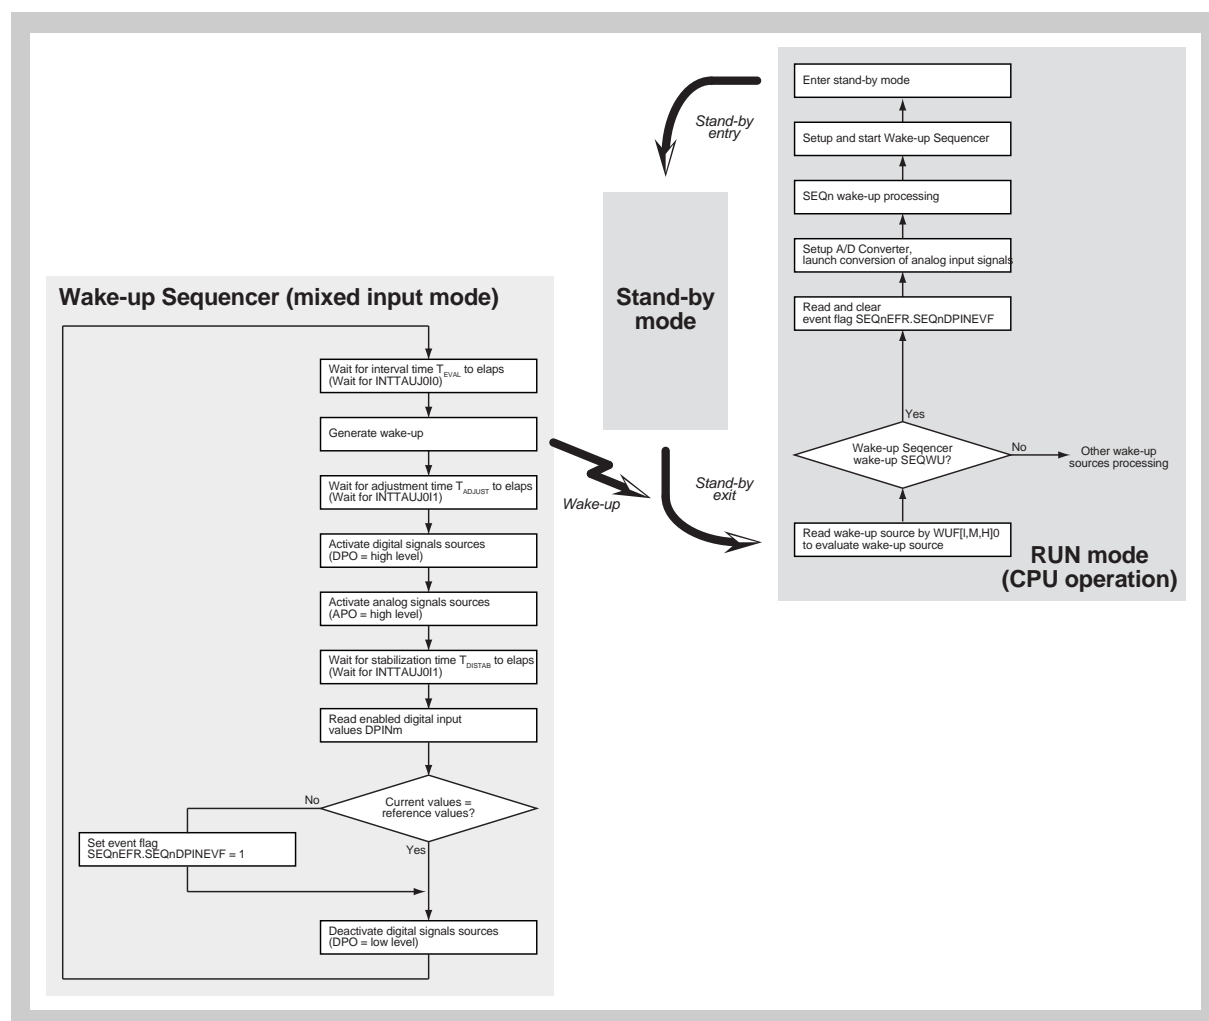 Enter stand-by mode
Stand-by
entry
Setup and start Wake-up Sequencer
SEQn wake-up processing
Setup A/D Converter,
launch conversion of analog input signals
Read and clear
event flag SEQnEFR.SEQnDPINEVF
Yes
Wake-up Seqencer
wake-up SEQWU?
No
Other wake-up
sources processing
Read wake-up source by WUF[I,M,H]0
to evaluate wake-up source
RUN mode
(CPU operation)
Stand-by
mode
Stand-by
exit
Wake-up
Wake-up Sequencer (mixed input mode)
Wait for interval time TEVAL to elaps
(Wait for INTTAUJ0I0)
Generate wake-up
Wait for adjustment time TADJUST to elaps
(Wait for INTTAUJ0I1)
Activate digital signals sources
(DPO = high level)
Activate analog signals sources
(APO = high level)
Wait for stabilization time TDISTAB to elaps
(Wait for INTTAUJ0I1)
Read enabled digital input
values DPINm
Current values =
reference values?
No
Set event flag
SEQnEFR.SEQnDPINEVF = 1
Yes
Deactivate digital signals sources
(DPO = low level)